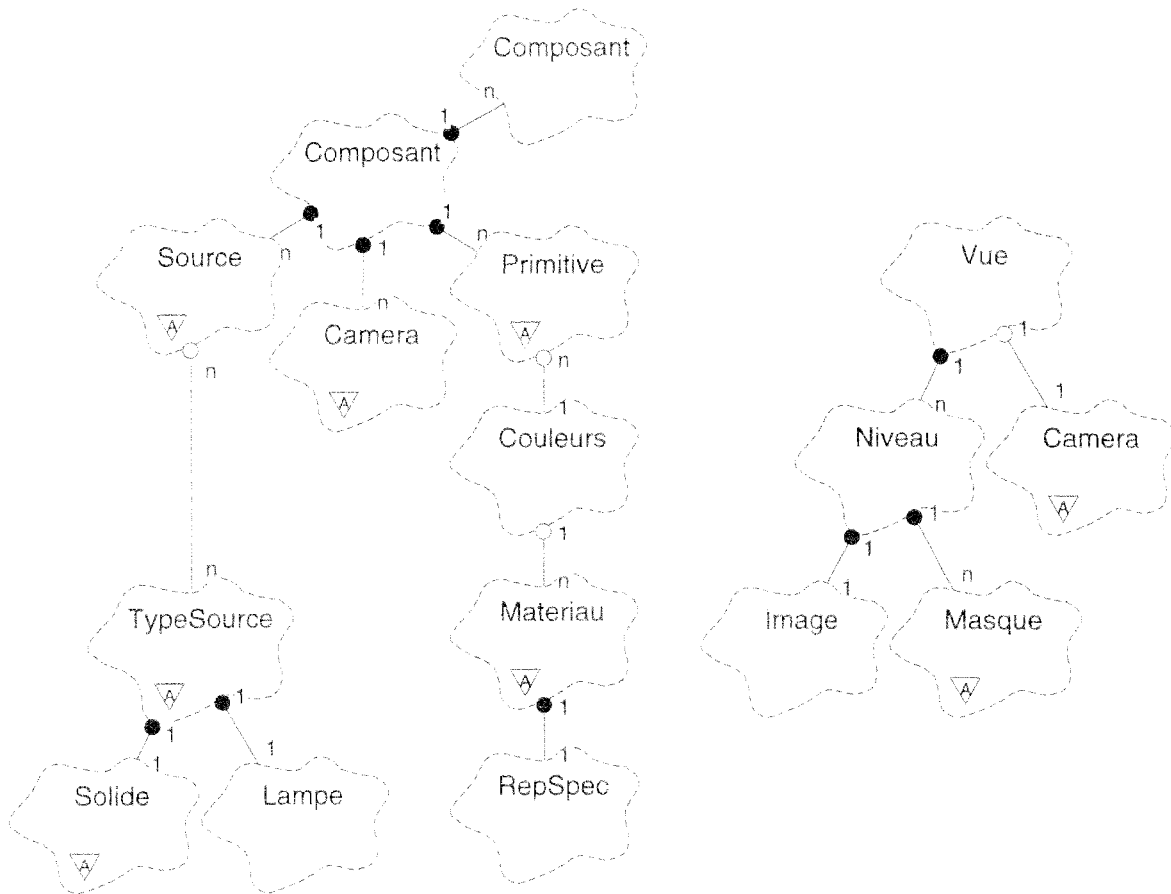 Composant
n
1
Composant
1
1
1
n
n
Source
Primitive
Vue
n
A
Camera
A
1
1
n
n
A
1
n
1
Couleurs
Niveau
Camera
A
1
1
1
n
n
1
n
TypeSource
Materiau
Image
Masque
A
A
A
1
1
1
1
1
1
Solide
Lampe
RepSpec
A